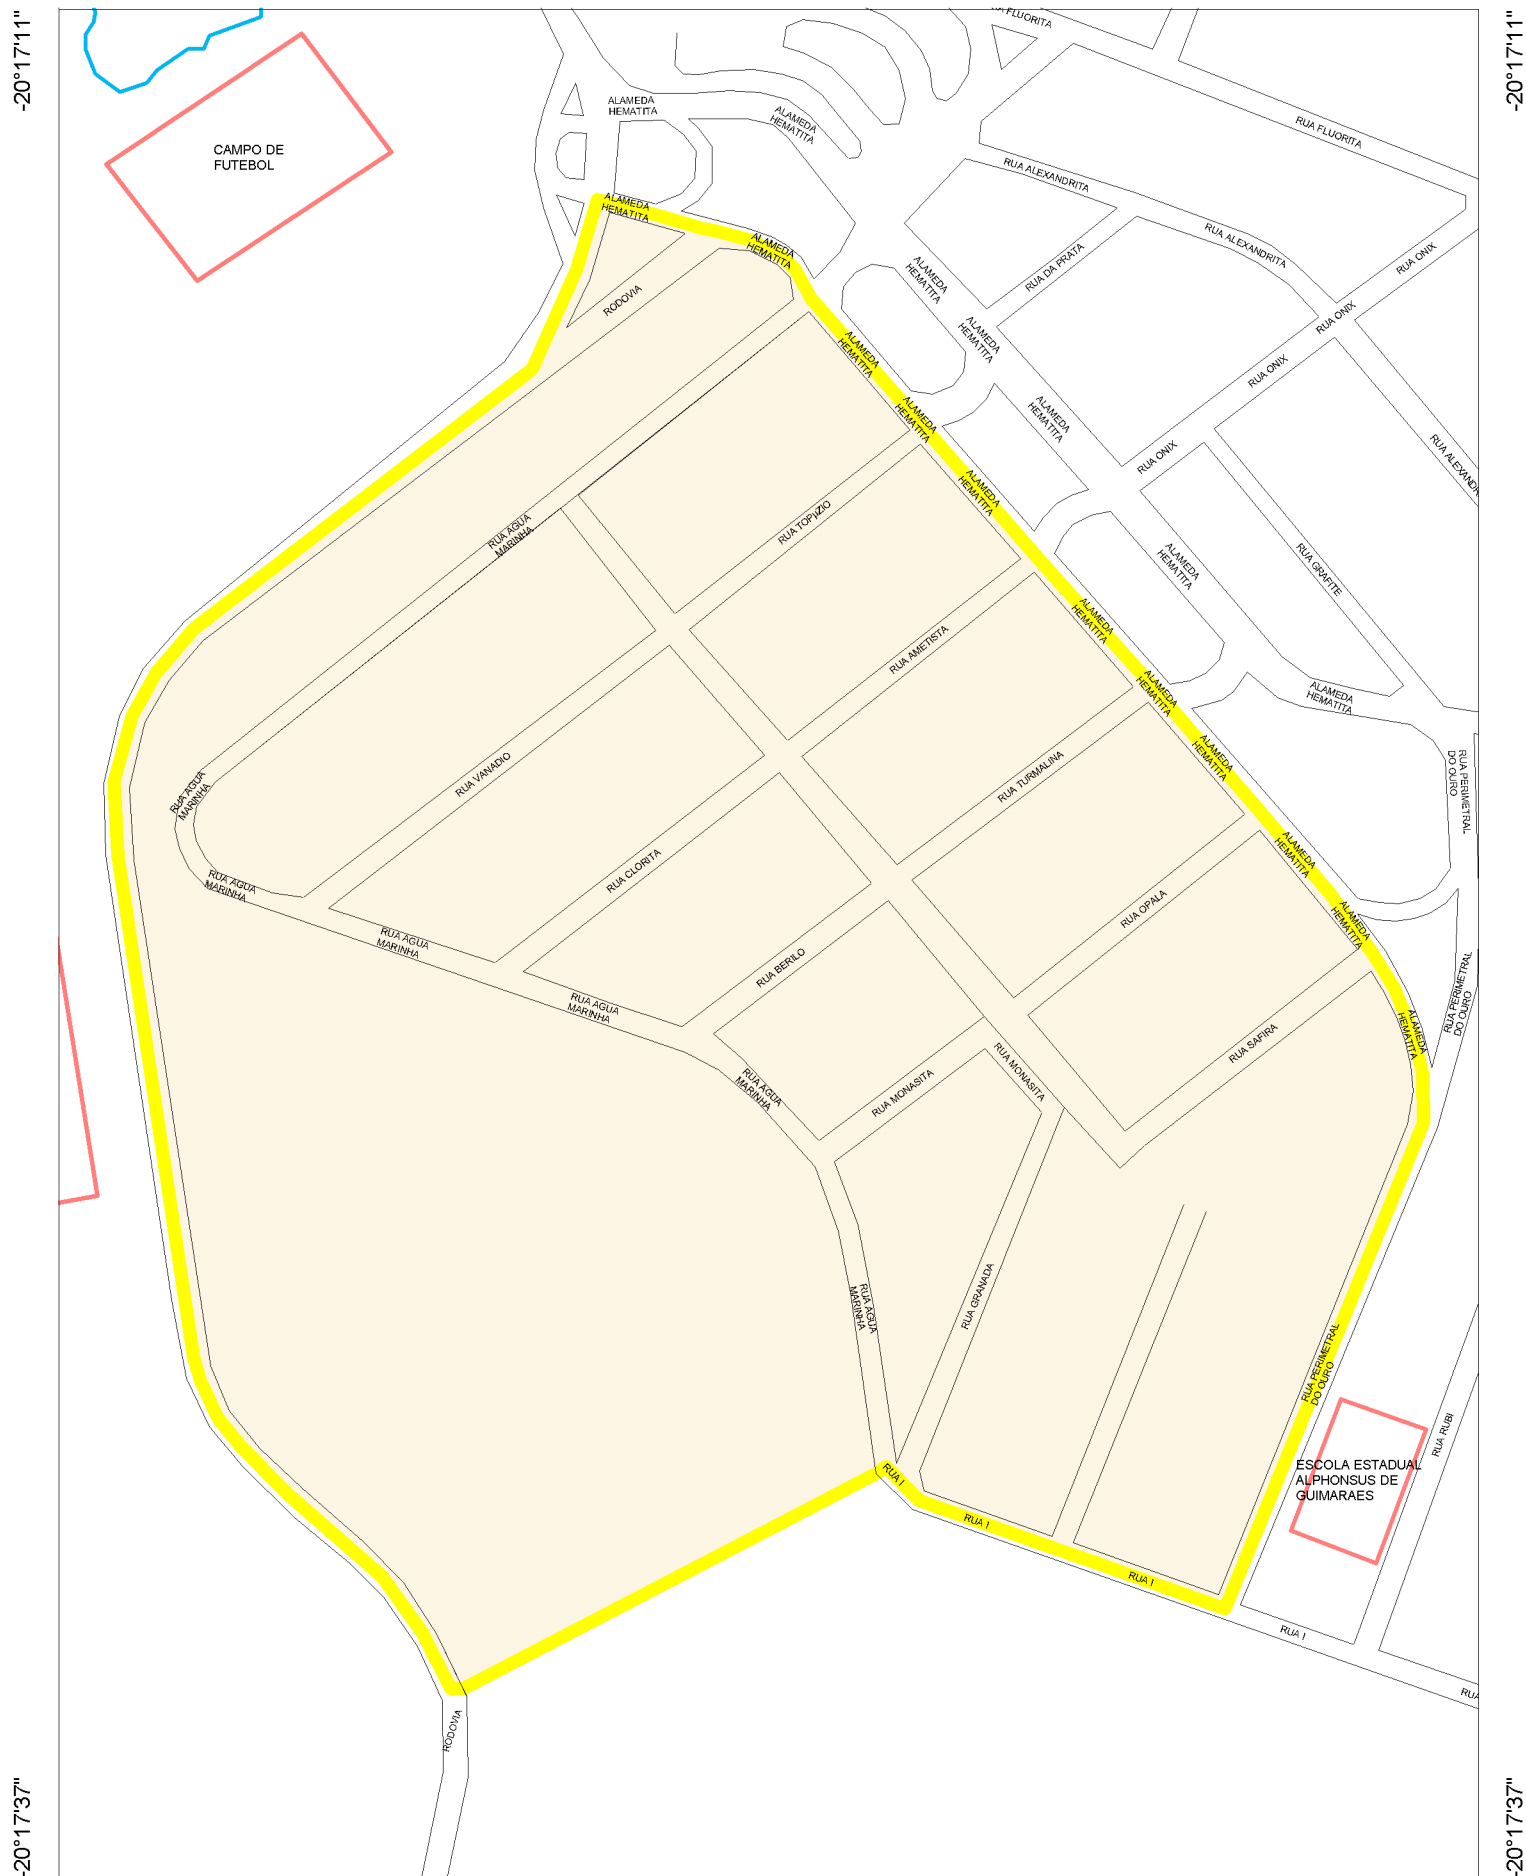 -20°17'11"
-20°17'11"
RUA FLUORITA
CAMPO DE
FUTEBOL
ALAMEDA
HEMATITA
ALAMEDA
HEMATITA
RUA FLUORITA
RUA ALEXANDRITA
ALAMEDA
HEMATITA
ALAMEDA
HEMATITA
RUA ALEXANDRITA
RUA DA PRATA
RUA ONIX
ALAMEDA
HEMATITA
RODOVIA
RUA ONIX
ALAMEDA
HEMATITA
ALAMEDA
HEMATITA
RUA ONIX
ALAMEDA
HEMATITA
ALAMEDA
HEMATITA
RUA ONIX
RUA ALEXANDR
ALAMEDA
HEMATITA
RUA AGUA
MARINHA
RUA TOPµZIO
ALAMEDA
HEMATITA
RUA GRAFITE
ALAMEDA
HEMATITA
RUA AMETISTA
ALAMEDA
HEMATITA
ALAMEDA
HEMATITA
RUA AGUA
MARINHA
RUA VANADIO
RUA TURMALINA
ALAMEDA
HEMATITA
RUA PERIMETRAL
DO OURO
RUA AGUA
MARINHA
RUA CLORITA
ALAMEDA
HEMATITA
RUA AGUA
MARINHA
RUA OPALA
ALAMEDA
HEMATITA
RUA AGUA
MARINHA
RUA BERILO
RUA PERIMETRAL
DO OURO
RUA AGUA
MARINHA
RUA MONASITA
RUA MONASITA
RUA SAFIRA
ALAMEDA
HEMATITA
RUA AGUA
MARINHA
RUA GRANADA
RUA PERIMETRAL
DO OURO
RUA RUBI
ESCOLA ESTADUAL
ALPHONSUS DE
GUIMARAES
RUA I
RUA I
RUA I
RUA I
RUA
RODOVIA
-20°17'37"
-20°17'37"